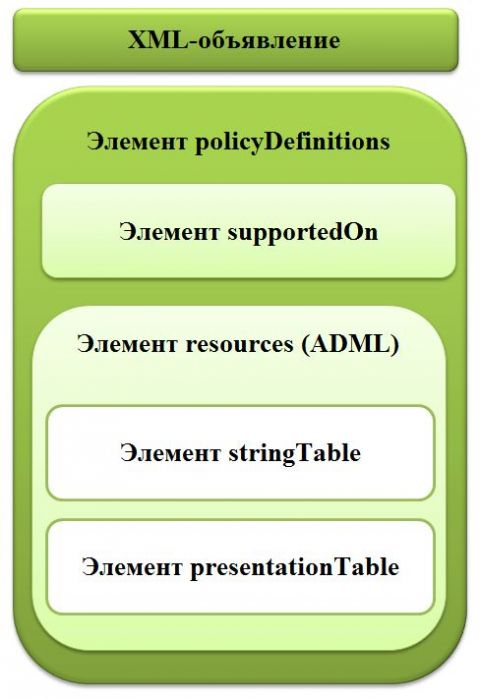 XML-объявление
Элемент policyDefinitions
Элемент supportedOn
Элемент resources (ADML)
Элемент stringTable
Элемент presentationTable